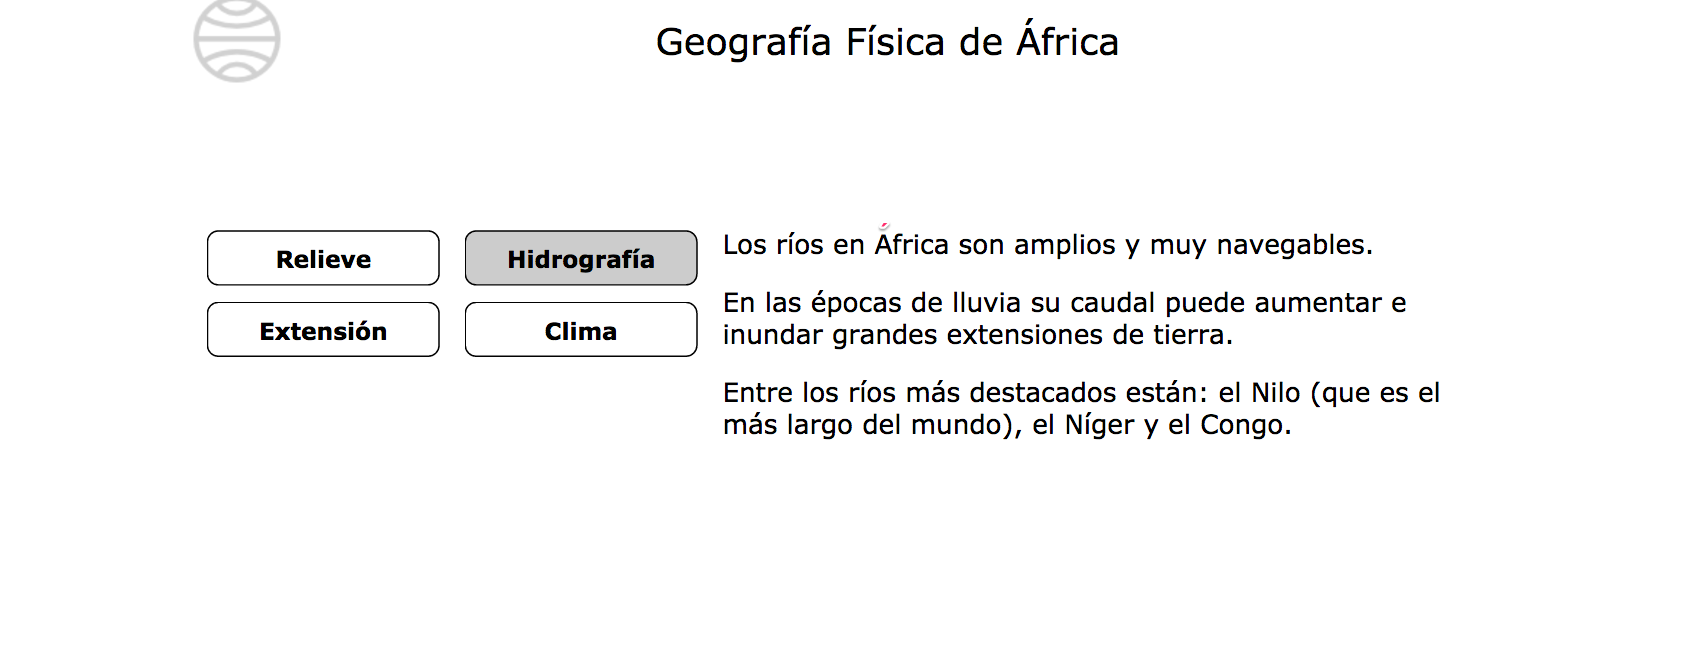 Geografía Física de África
Relieve
Hidrografía
Extensión
Clima
Los ríos en África son amplios y muy navegables.
En las épocas de lluvia su caudal puede aumentar e
inundar grandes extensiones de tierra.
Entre los ríos más destacados están: el Nilo (que es el
más largo del mundo), el Níger y el Congo.